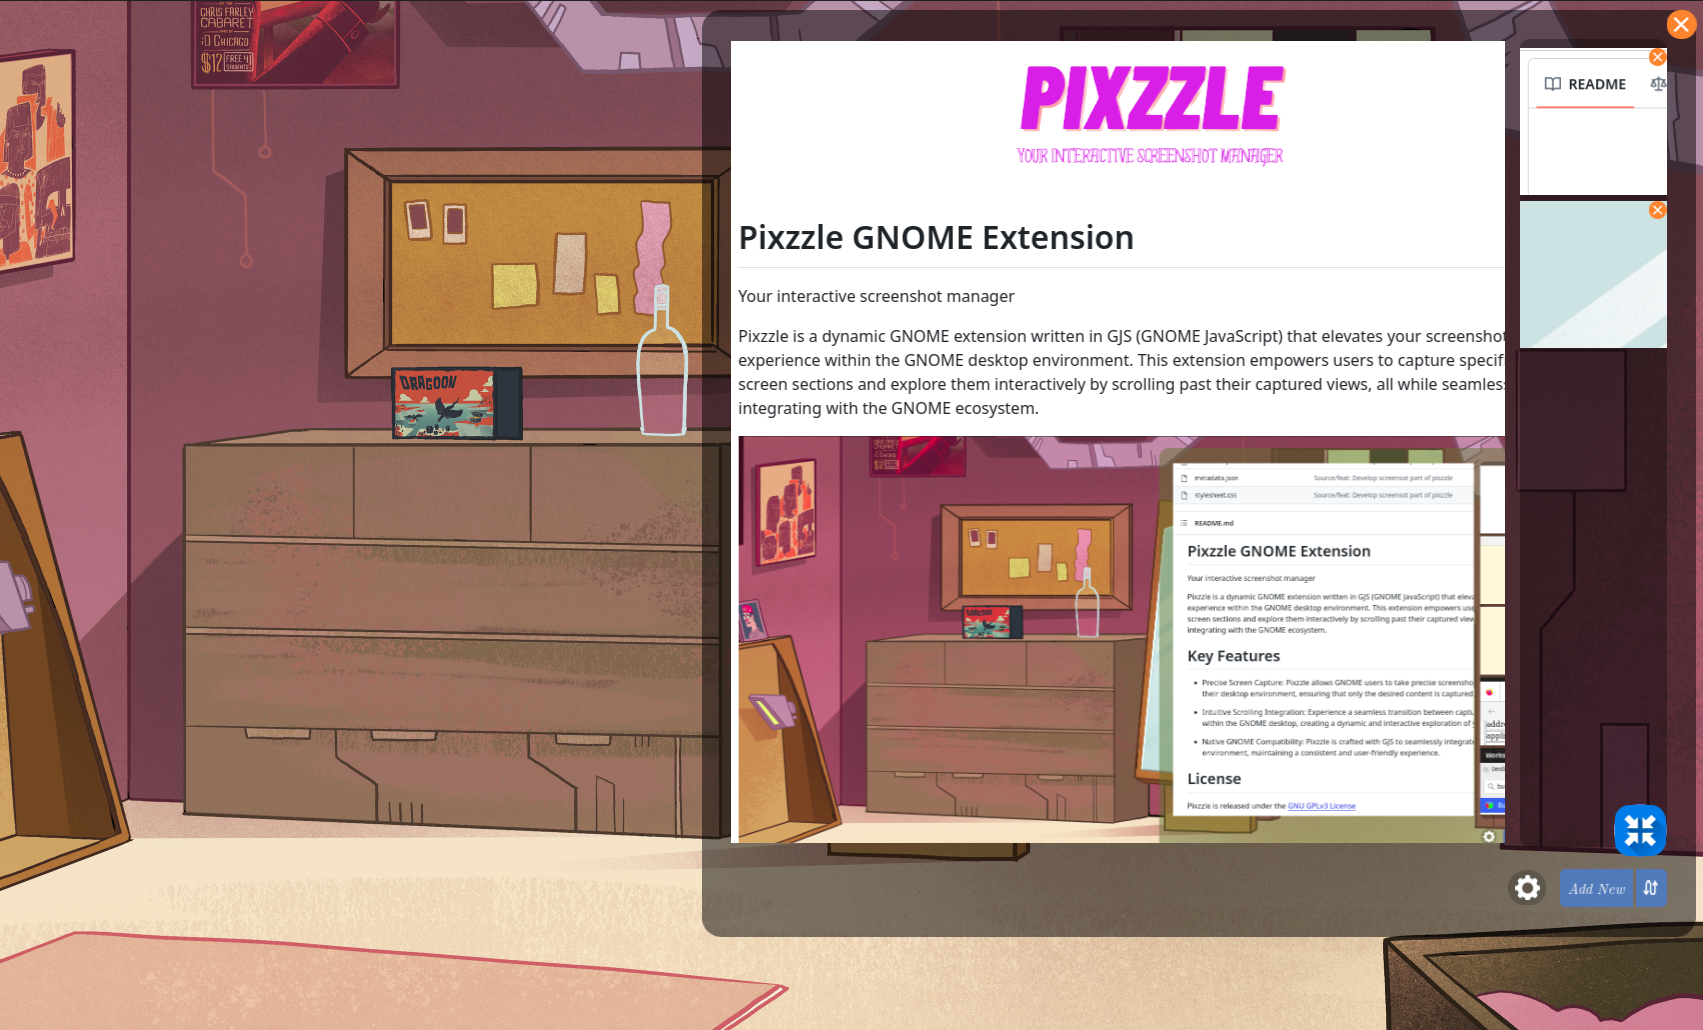 CHRIS FARLEY
CABARET
CHICAGO
$12 FREE 4
STUDENTS
DRAGOON
PIXZZLE
YOUR INTERACTIVE SCREENSHOT MANAGER
Pixzzle GNOME Extension
Your interactive screenshot manager
Pixzzle is a dynamic GNOME extension written in GJS (GNOME JavaScript) that elevates your screenshot
experience within the GNOME desktop environment. This extension empowers users to capture specif
screen sections and explore them interactively by scrolling past their captured views, all while seamles
integrating with the GNOME ecosystem.
DRAGOON
metadata.json Source/feat: Develop screensot part of pixzzle
stylesheet.css Source/feat: Develop screensot part of pixzzle
README.md
Pixzzle GNOME Extension
Your interactive screenshot manager
Pixzzle is a dynamic GNOME extension written in GJS (GNOME JavaScript) that eleva
experience within the GNOME desktop environment. This extension empowers use
screen sections and explore them interactively by scrolling past their captured view
integrating with the GNOME ecosystem.
Key Features
• Precise Screen Capture: Pixzzle allows GNOME users to take precise screensho
their desktop environment, ensuring that only the desired content is captured
• Intuitive Scrolling Integration: Experience a seamless transition between captu
within the GNOME desktop, creating a dynamic and interactive exploration of
• Native GNOME Compatibility: Pixzzle is crafted with GJS to seamlessly integrate
environment, maintaining a consistent and user-friendly experience.
License
Pixzzle is released under the GNU GPLv3 License
addre
appli
README
Add New